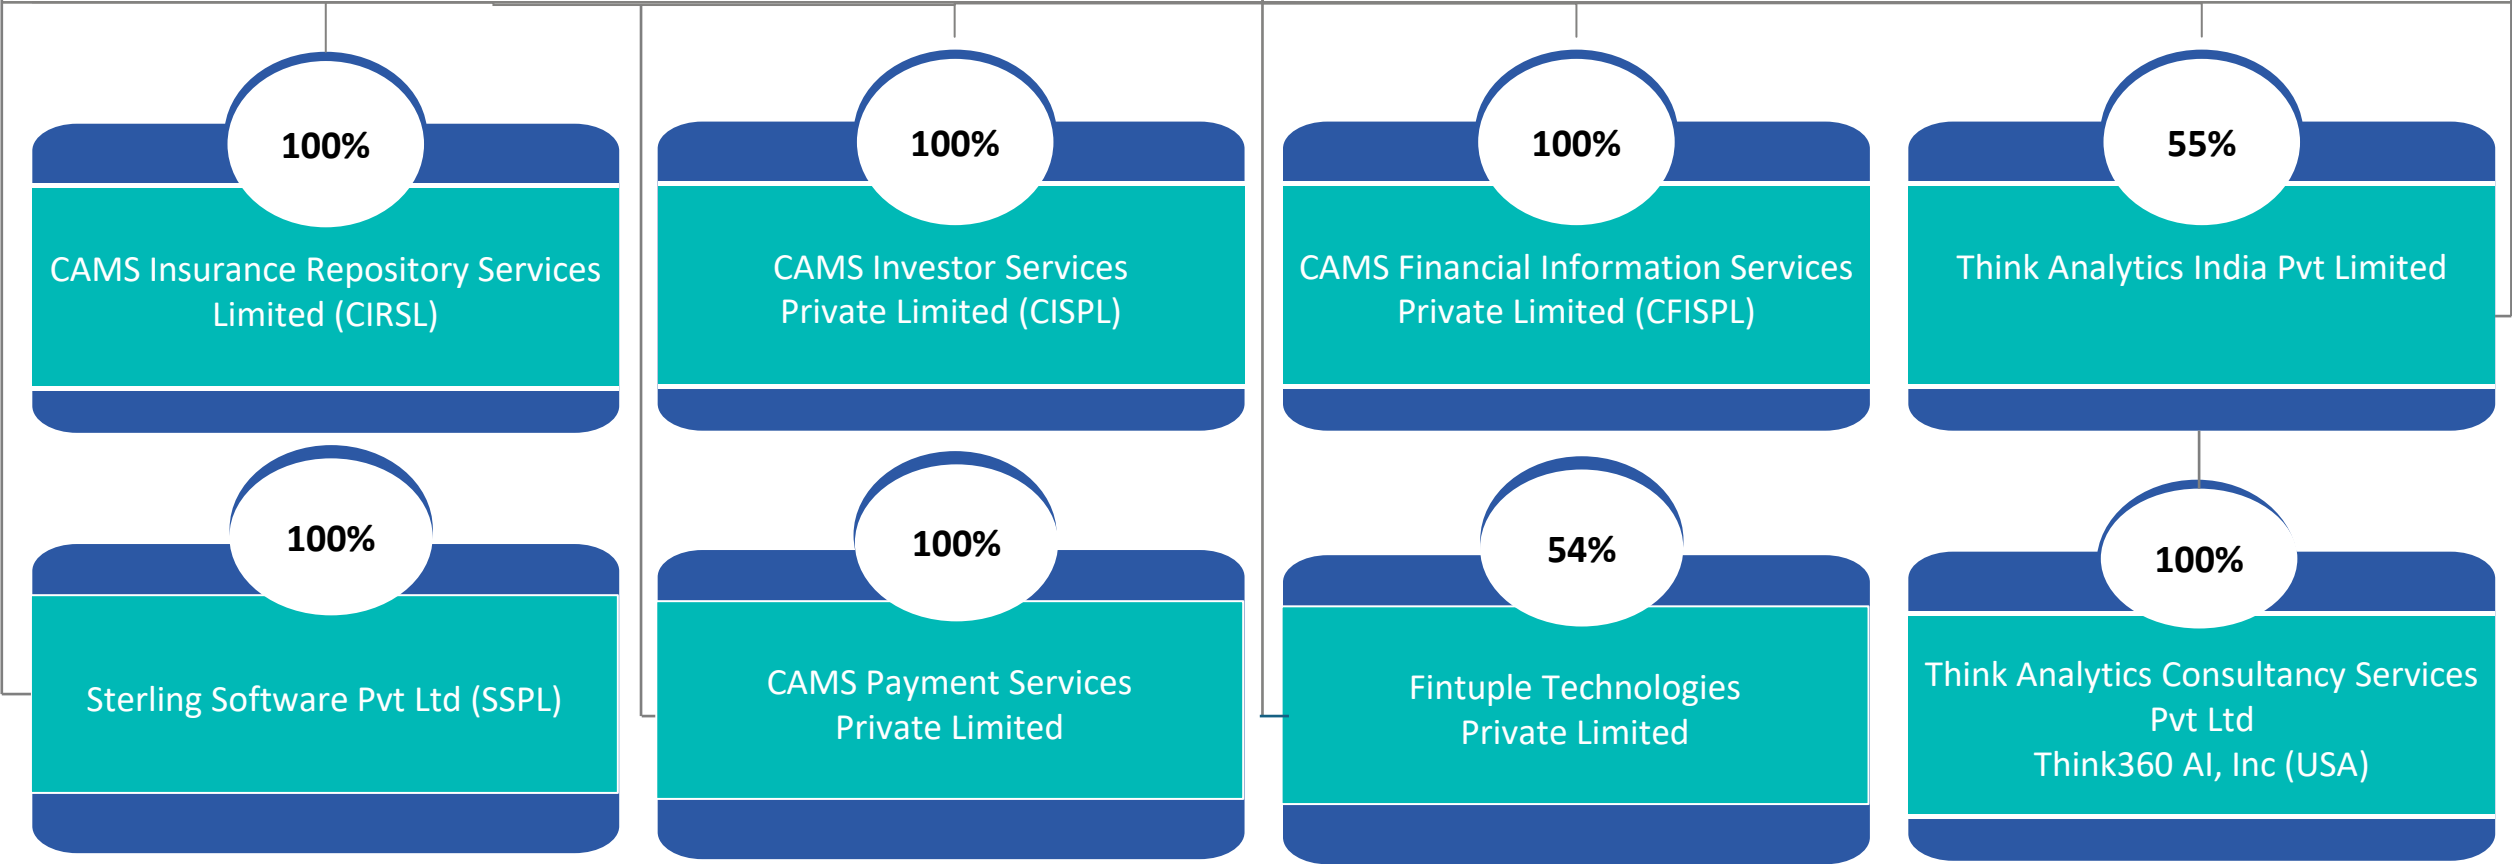 100%
CAMS Insurance Repository Services
Limited (CIRSL)
100%
CAMS Investor Services
Private Limited (CISPL)
100%
CAMS Financial Information Services
Private Limited (CFISPL)
55%
Think Analytics India Pvt Limited
100%
Sterling Software Pvt Ltd (SSPL)
100%
CAMS Payment Services
Private Limited
54%
Fintuple Technologies
Private Limited
100%
Think Analytics Consultancy Services
Pvt Ltd
Think360 AI, Inc (USA)